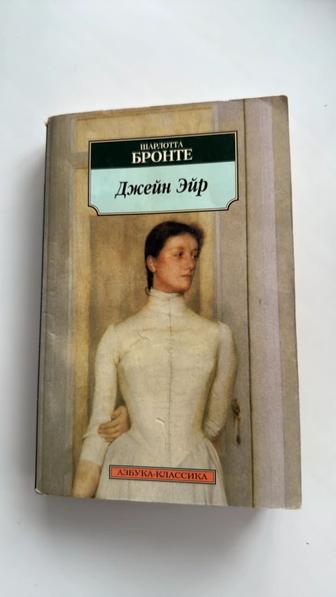 ШАРЛОТТА
БРОНТЕ
Джейн Эйр
АЗБУКА-КЛАССИКА